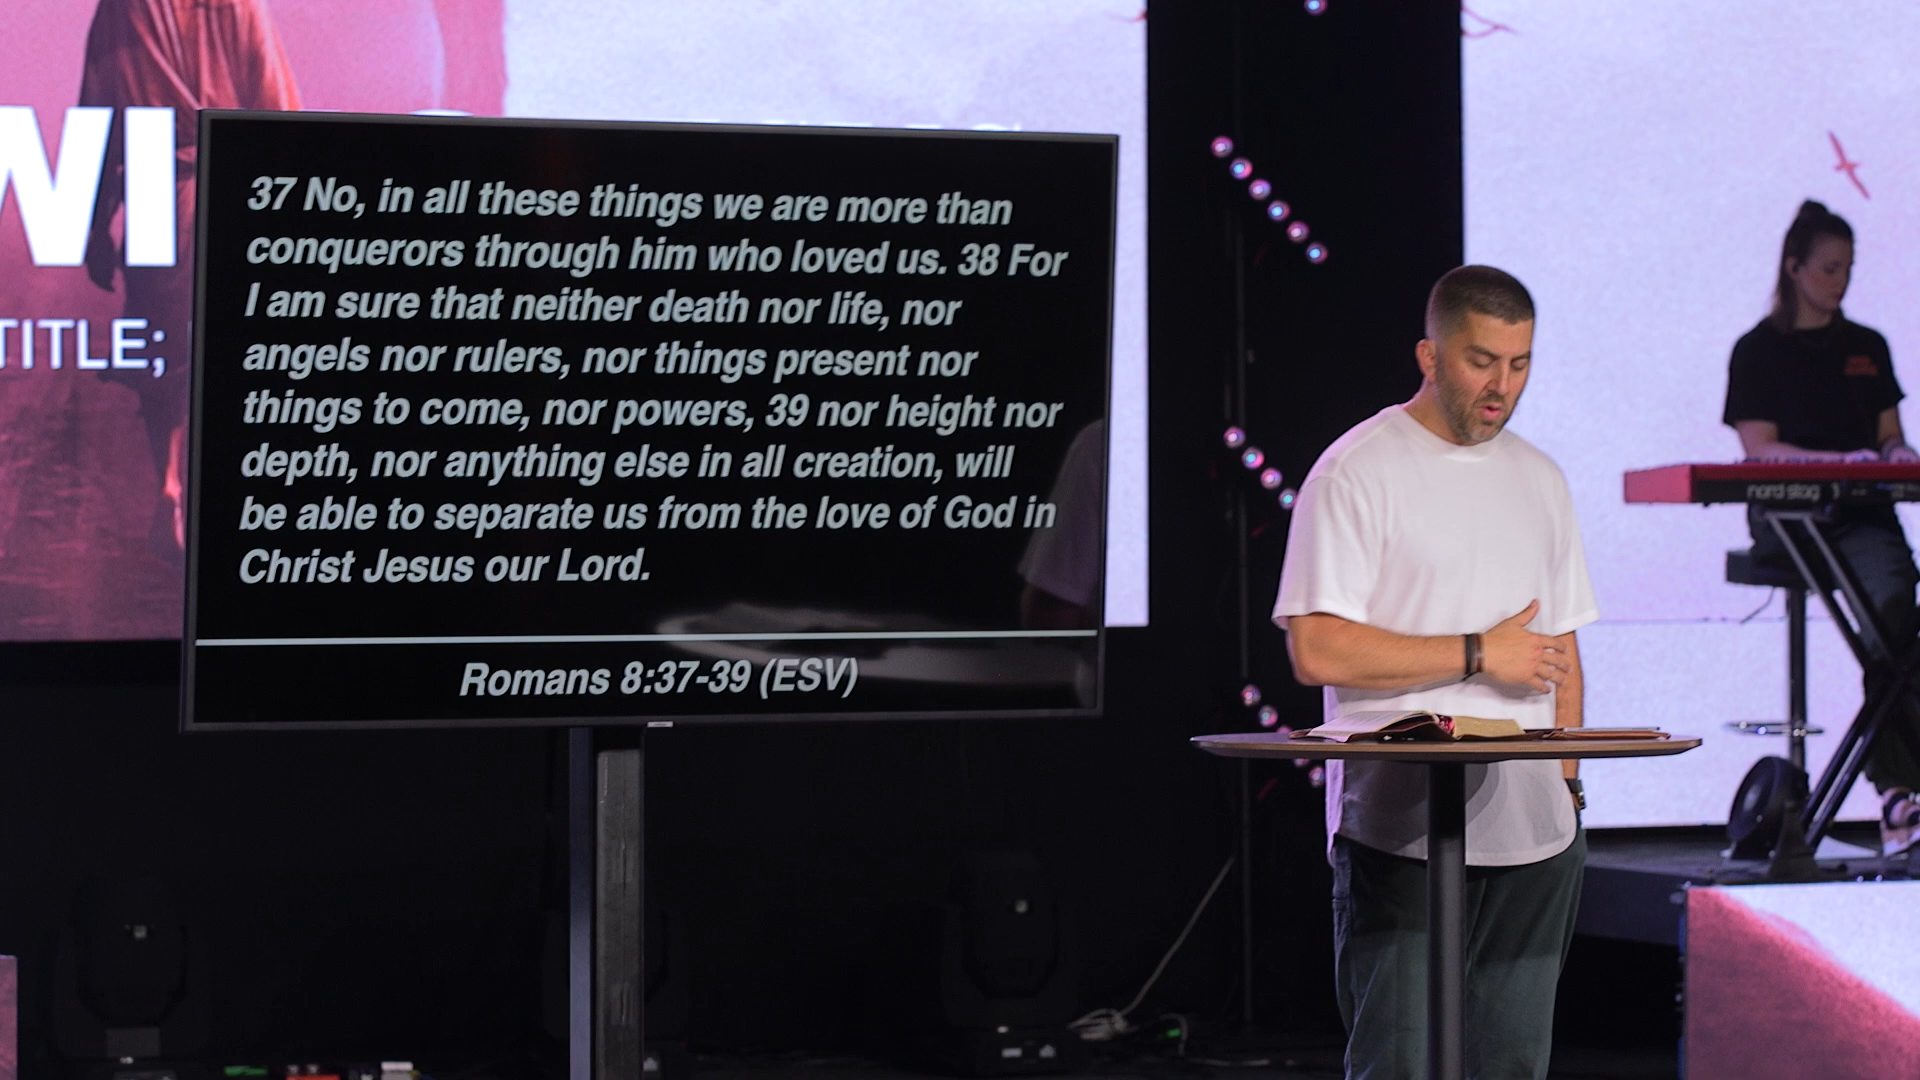 WI
TITLE;
37 No, in all these things we are more than
conquerors through him who loved us. 38 For
I am sure that neither death nor life, nor
angels nor rulers, nor things present nor
things to come, nor powers, 39 nor height nor
depth, nor anything else in all creation, will
be able to separate us from the love of God in
Christ Jesus our Lord.
Romans 8:37-39 (ESV)
nord stag